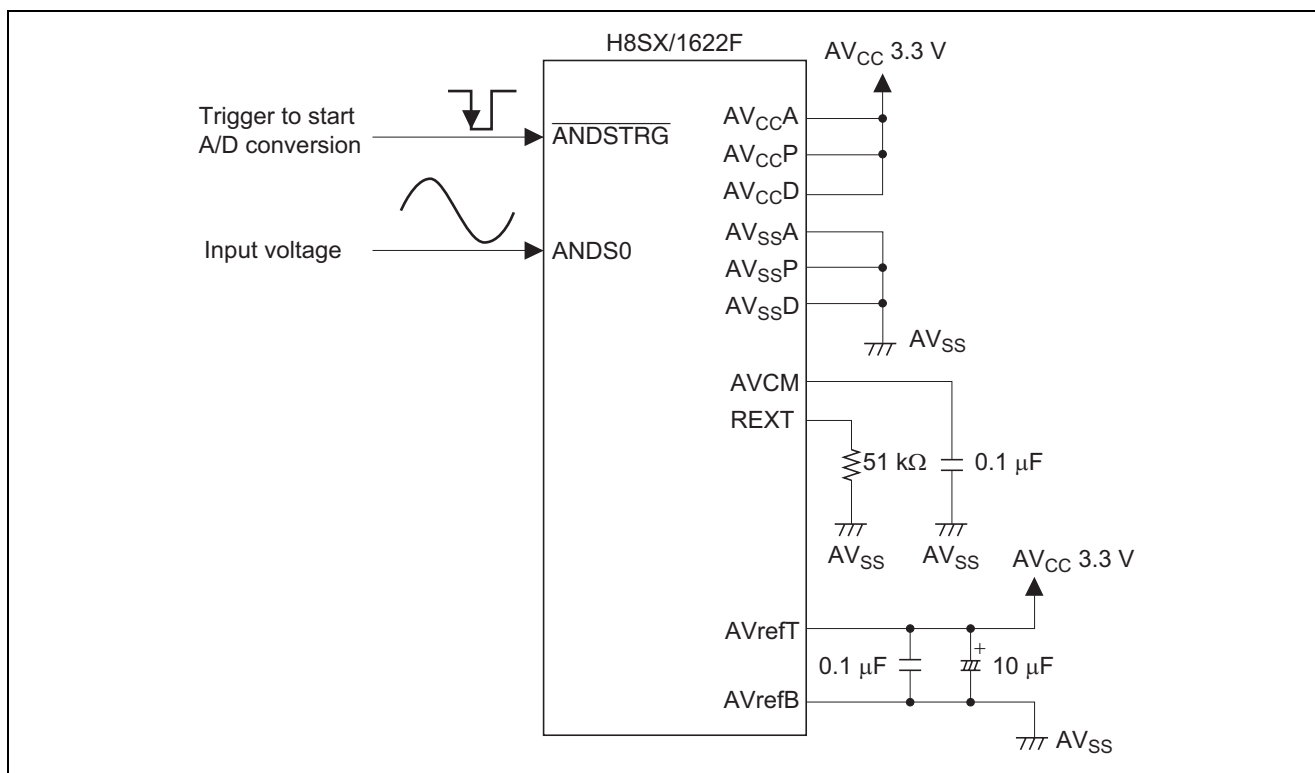 H8SX/1622F
AVCC 3.3 V
Trigger to start
A/D conversion
ANDSTRG
Input voltage
ANDS0
AVCCA
AVCCP
AVCCD
AVSSA
AVSSP
AVSSD
AVSS
AVCM
REXT
51 kΩ
0.1 μF
AVSS
AVSS
AVCC 3.3 V
AVrefT
0.1 μF
+
10 μF
AVrefB
AVSS